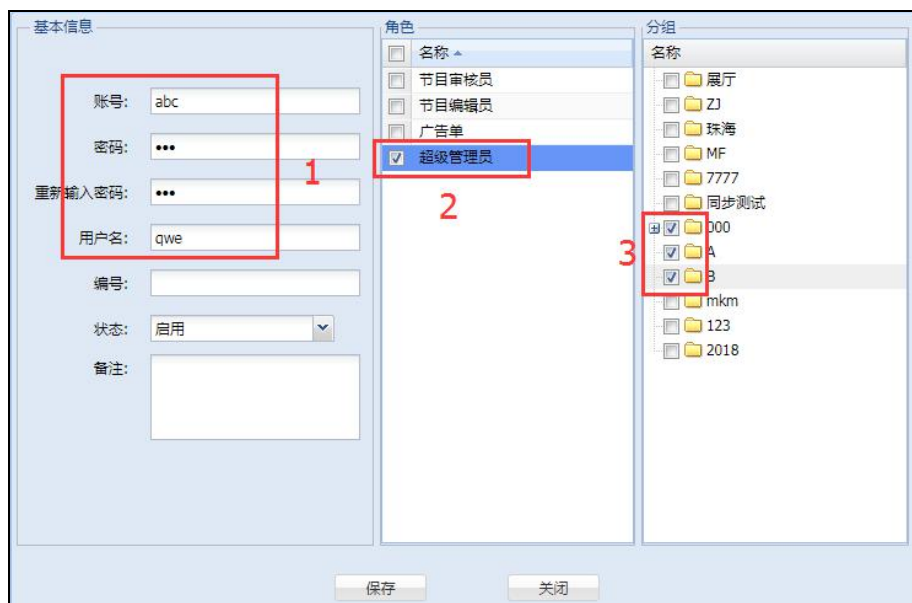 基本信息
账号: abc
密码: •••
重新输入密码: •••
用户名: qwe
编号:
状态: 启用
备注:
1
角色
名称
节目审核员
节目编辑员
广告单
超级管理员
2
分组
名称
展厅
ZJ
珠海
MF
7777
同步测试
000
A
B
mkm
123
2018
3
保存
关闭